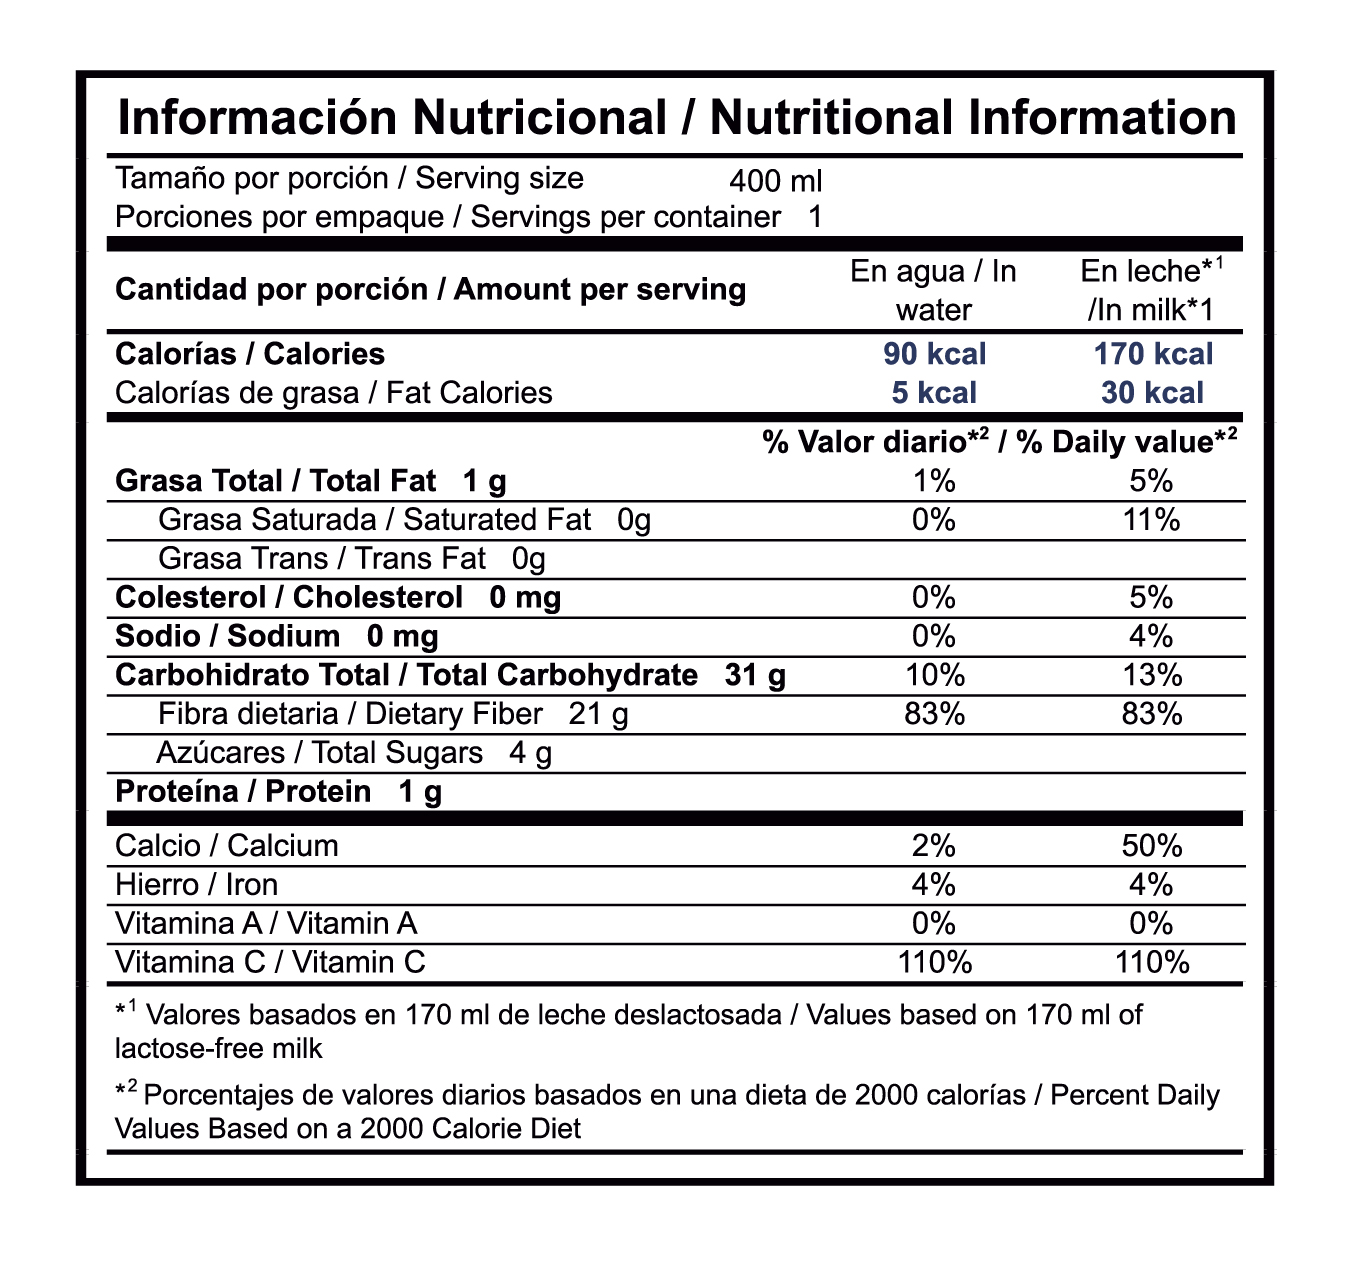 Información Nutricional / Nutritional Information
Tamaño por porción / Serving size 400 ml
Porciones por empaque / Servings per container 1
Cantidad por porción / Amount per serving En agua / In water En leche*¹ /In milk*1
Calorías / Calories 90 kcal 170 kcal
Calorías de grasa / Fat Calories 5 kcal 30 kcal
% Valor diario*² / % Daily value*²
Grasa Total / Total Fat 1 g 1% 5%
Grasa Saturada / Saturated Fat 0g 0% 11%
Grasa Trans / Trans Fat 0g
Colesterol / Cholesterol 0 mg 0% 5%
Sodio / Sodium 0 mg 0% 4%
Carbohidrato Total / Total Carbohydrate 31 g 10% 13%
Fibra dietaria / Dietary Fiber 21 g 83% 83%
Azúcares / Total Sugars 4 g
Proteína / Protein 1 g
Calcio / Calcium 2% 50%
Hierro / Iron 4% 4%
Vitamina A / Vitamin A 0% 0%
Vitamina C / Vitamin C 110% 110%
*¹ Valores basados en 170 ml de leche deslactosada / Values based on 170 ml of
lactose-free milk
*² Porcentajes de valores diarios basados en una dieta de 2000 calorías / Percent Daily
Values Based on a 2000 Calorie Diet